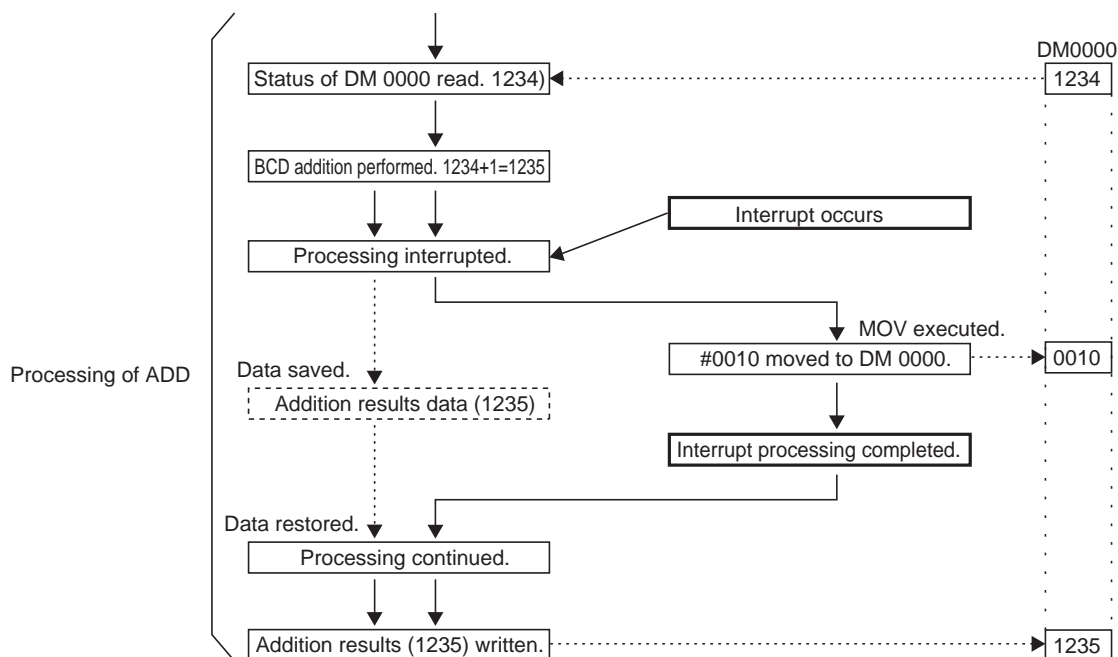 DM0000
Status of DM 0000 read. 1234)
1234
BCD addition performed. 1234+1=1235
Interrupt occurs
Processing interrupted.
MOV executed.
#0010 moved to DM 0000.
0010
Processing of ADD
Data saved.
Addition results data (1235)
Interrupt processing completed.
Data restored.
Processing continued.
Addition results (1235) written.
1235